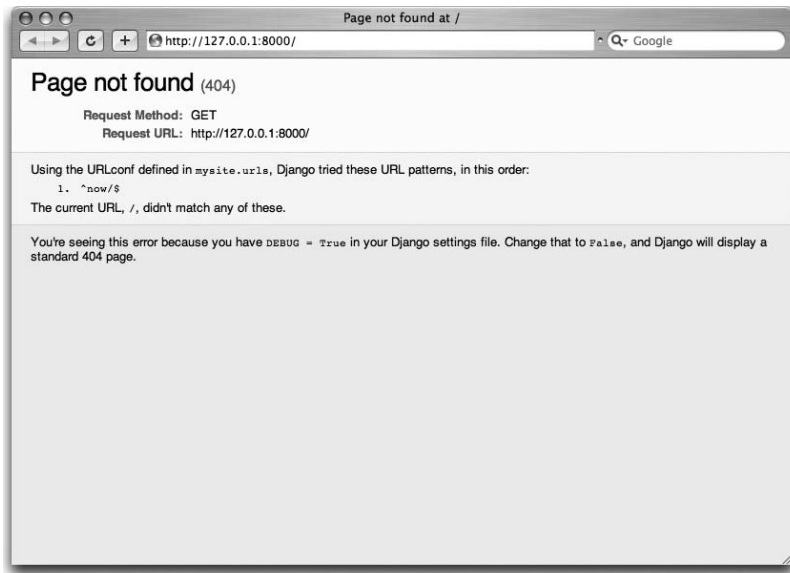 Page not found at /
http://127.0.0.1:8000/
Google
Page not found (404)
Request Method: GET
Request URL: http://127.0.0.1:8000/
Using the URLconf defined in mysite.urls, Django tried these URL patterns, in this order:
1. ^now/$
The current URL, /, didn't match any of these.
You're seeing this error because you have DEBUG = True in your Django settings file. Change that to False, and Django will display a
standard 404 page.